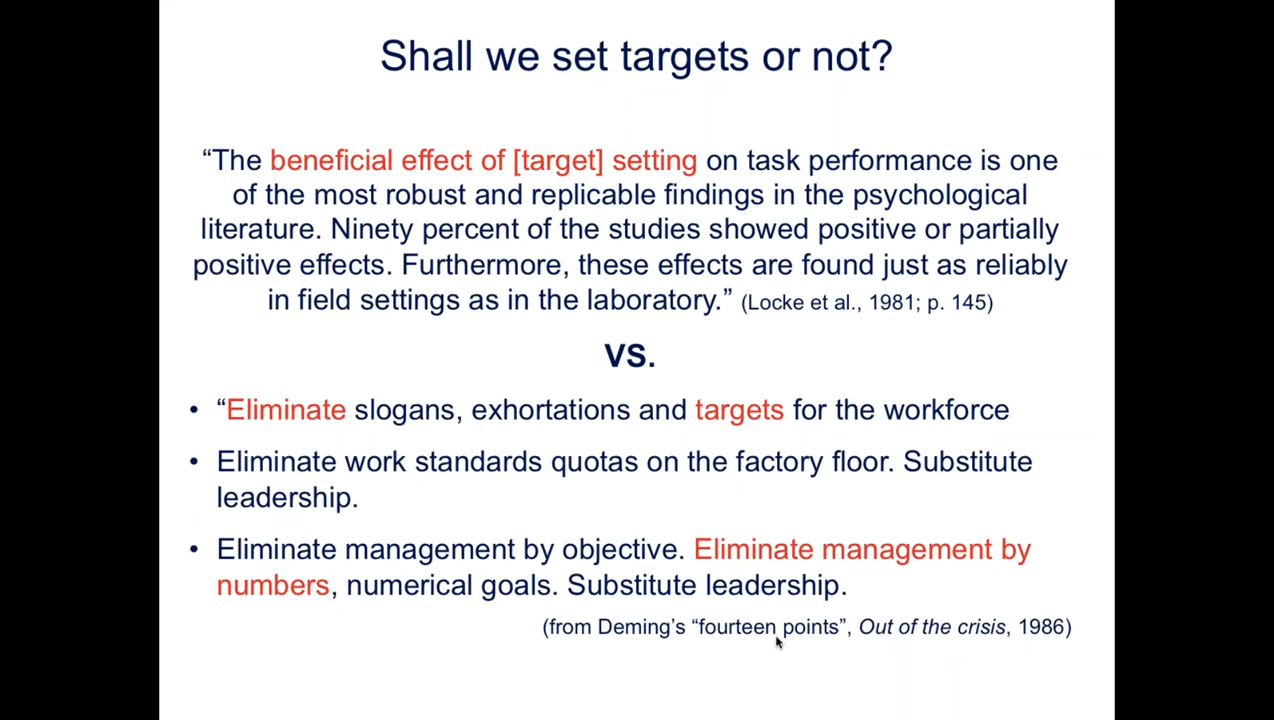 Shall we set targets or not?
“The beneficial effect of [target] setting on task performance is one
of the most robust and replicable findings in the psychological
literature. Ninety percent of the studies showed positive or partially
positive effects. Furthermore, these effects are found just as reliably
in field settings as in the laboratory.” (Locke et al., 1981; p. 145)
VS.
• “Eliminate slogans, exhortations and targets for the workforce
• Eliminate work standards quotas on the factory floor. Substitute
leadership.
• Eliminate management by objective. Eliminate management by
numbers, numerical goals. Substitute leadership.
(from Deming’s “fourteen points”, Out of the crisis, 1986)